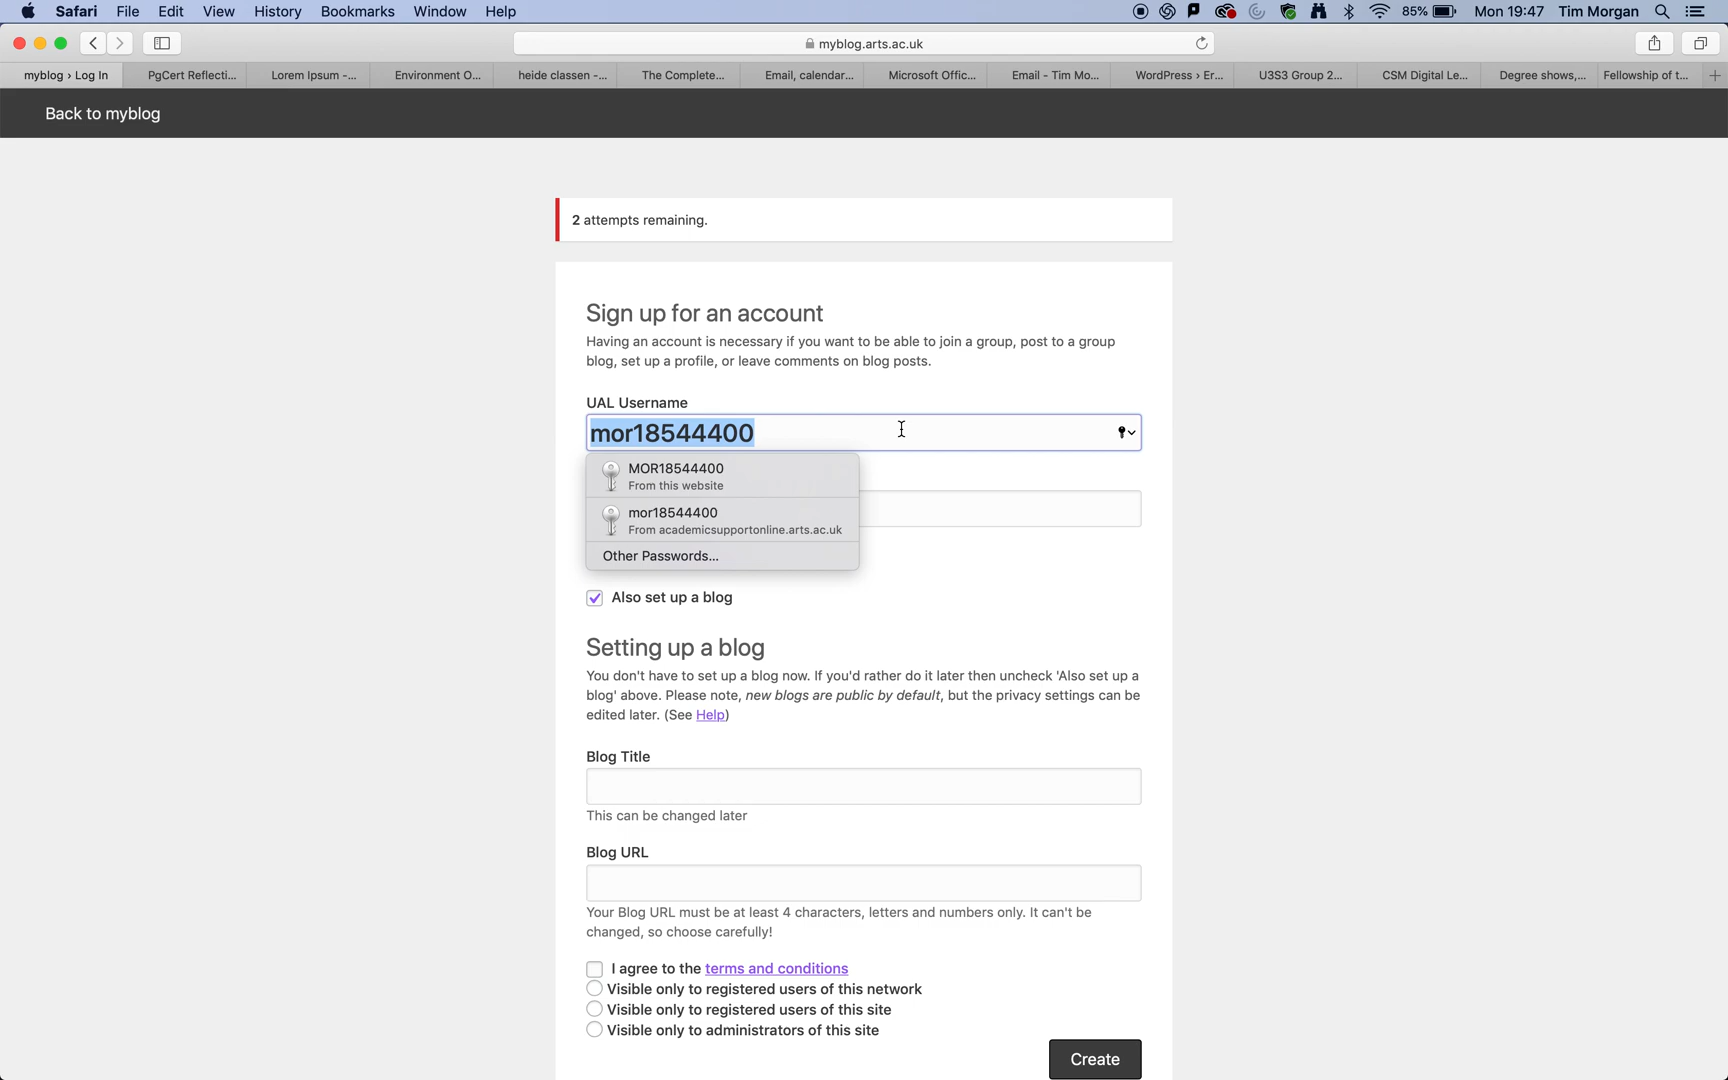 Safari File Edit View History Bookmarks Window Help 85% Mon 19:47 Tim Morgan
myblog.arts.ac.uk
myblog › Log In PgCert Reflecti... Lorem Ipsum -... Environment O... heide classen -... The Complete... Email, calendar... Microsoft Offic... Email - Tim Mo... WordPress › Er... U3S3 Group 2... CSM Digital Le... Degree shows,... Fellowship of t...
Back to myblog
2 attempts remaining.
Sign up for an account
Having an account is necessary if you want to be able to join a group, post to a group
blog, set up a profile, or leave comments on blog posts.
UAL Username
mor18544400
MOR18544400
From this website
mor18544400
From academicsupportonline.arts.ac.uk
Other Passwords...
Also set up a blog
Setting up a blog
You don't have to set up a blog now. If you'd rather do it later then uncheck 'Also set up a
blog' above. Please note, new blogs are public by default, but the privacy settings can be
edited later. (See Help)
Blog Title
This can be changed later
Blog URL
Your Blog URL must be at least 4 characters, letters and numbers only. It can't be
changed, so choose carefully!
I agree to the terms and conditions
Visible only to registered users of this network
Visible only to registered users of this site
Visible only to administrators of this site
Create